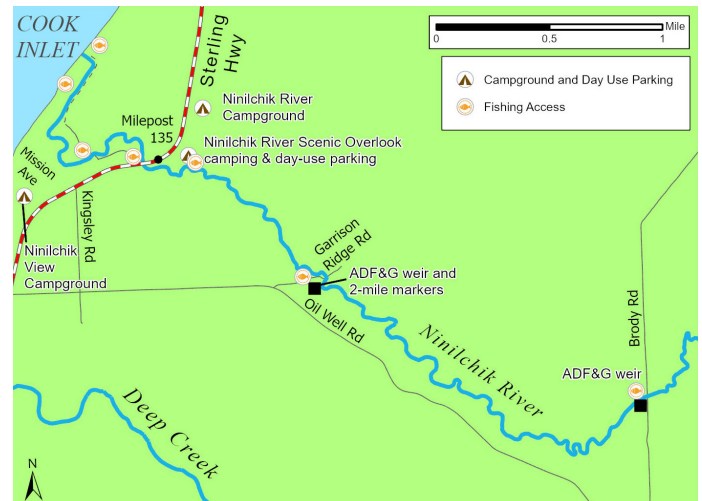 COOK
INLET
Sterling
Hwy
Mile
0
0.5
1
Campground and Day Use Parking
Fishing Access
Milepost
135
Ninilchik River
Campground
Ninilchik River Scenic Overlook
camping & day-use parking
Mission
Ave
Kingsley Rd
Ninilchik
View
Campground
Garrison
Ridge Rd
ADF&G weir and
2-mile markers
Oil Well Rd
Ninilchik River
Brody Rd
ADF&G weir
Deep Creek
N